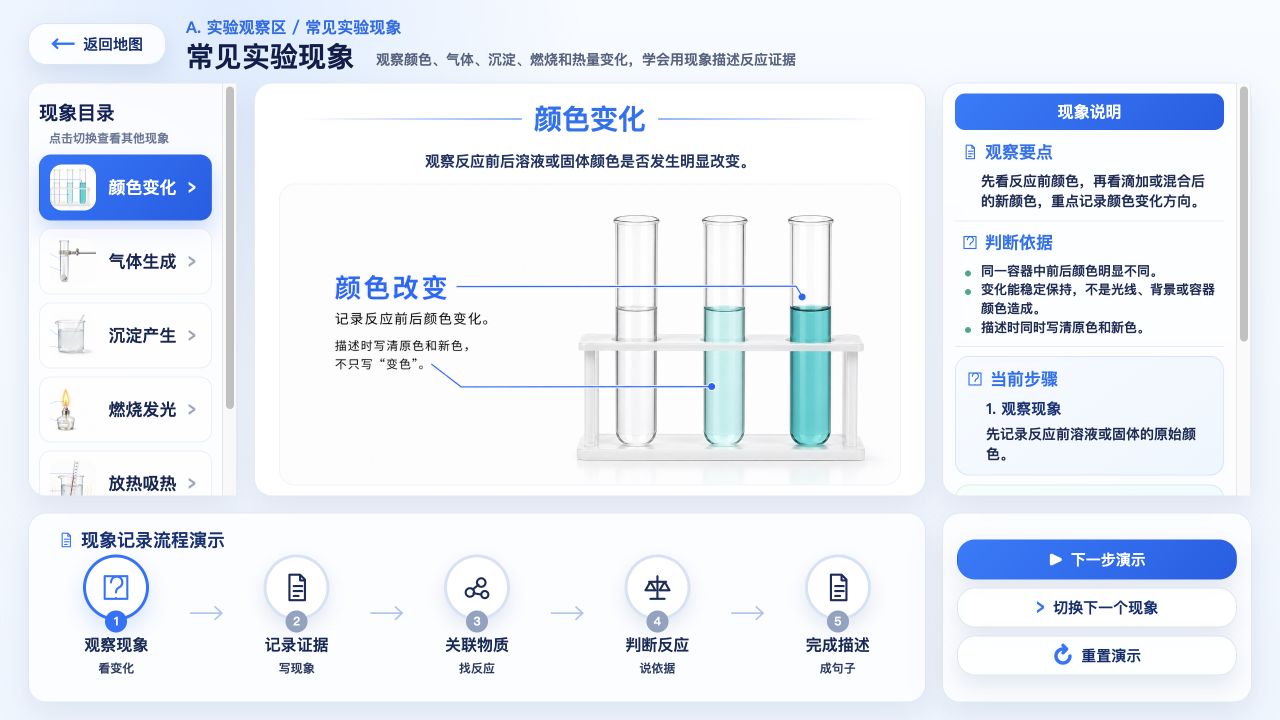 返回地图
A. 实验观察区 / 常见实验现象
常见实验现象
观察颜色、气体、沉淀、燃烧和热量变化，学会用现象描述反应证据
现象目录
点击切换查看其他现象
颜色变化
气体生成
沉淀产生
燃烧发光
放热吸热
颜色变化
观察反应前后溶液或固体颜色是否发生明显改变。
颜色改变
记录反应前后颜色变化。
描述时写清原色和新色，
不只写“变色”。
现象说明
观察要点
先看反应前颜色，再看滴加或混合后
的新颜色，重点记录颜色变化方向。
判断依据
同一容器中前后颜色明显不同。
变化能稳定保持，不是光线、背景或容器
颜色造成。
描述时同时写清原色和新色。
当前步骤
1. 观察现象
先记录反应前溶液或固体的原始颜
色。
现象记录流程演示
1
观察现象
看变化
2
记录证据
写现象
3
关联物质
找反应
4
判断反应
说依据
5
完成描述
成句子
下一步演示
切换下一个现象
重置演示